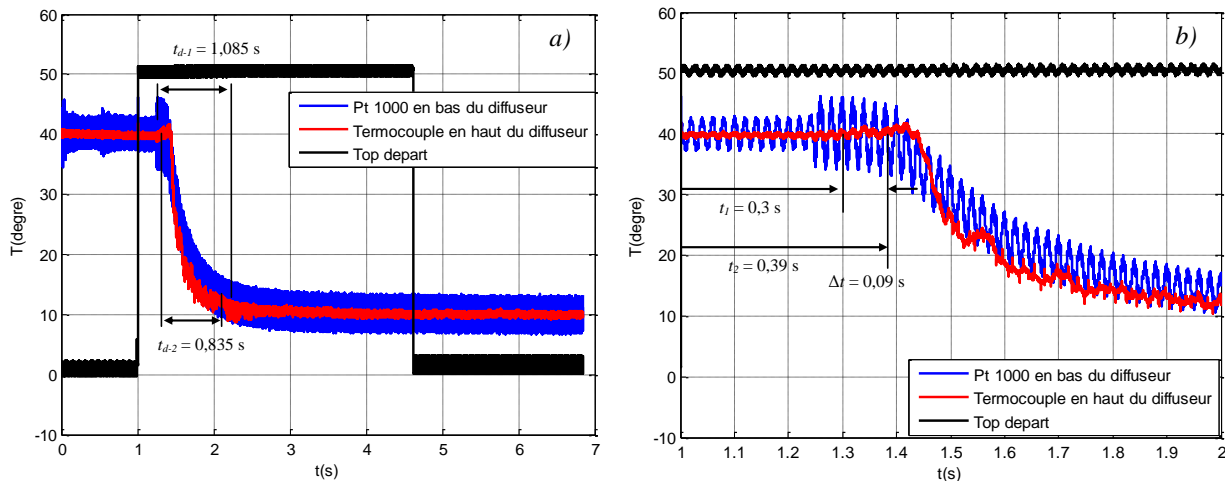 a)
t_{d-1} = 1,085 s
Pt 1000 en bas du diffuseur
Termocouple en haut du diffuseur
Top depart
t_{d-2} = 0,835 s
T(degre)
60
50
40
30
20
10
0
-10
0 1 2 3 4 5 6 7
t(s)
b)
t_1 = 0,3 s
t_2 = 0,39 s
Δt = 0,09 s
Pt 1000 en bas du diffuseur
Termocouple en haut du diffuseur
Top depart
T(degre)
60
50
40
30
20
10
0
-10
1 1.1 1.2 1.3 1.4 1.5 1.6 1.7 1.8 1.9 2
t(s)